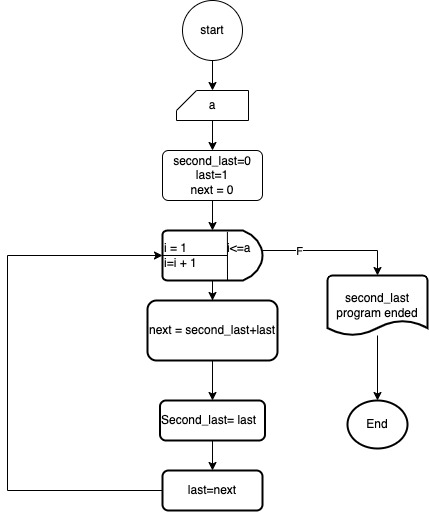 start
a
second_last=0
last=1
next = 0
i = 1
i=i + 1
i<=a
F
second_last
program ended
next = second_last+last
Second_last= last
End
last=next